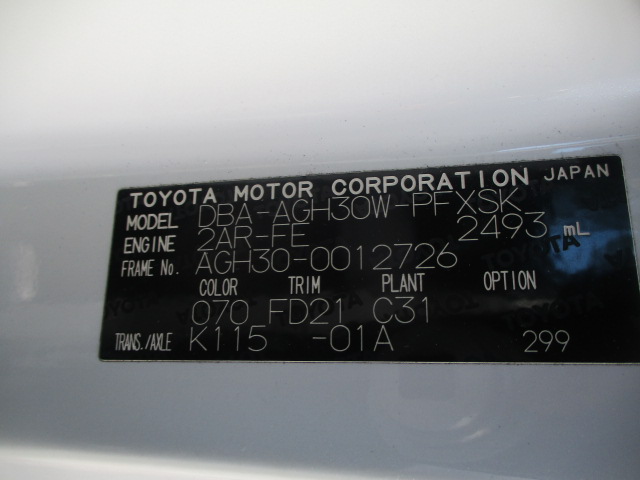 TOYOTA MOTOR CORPORATION JAPAN
MODEL DBA-AGH30W-PFXSK
ENGINE 2AR-FE 2493 mL
FRAME No. AGH30-0012726
COLOR TRIM PLANT OPTION
070 FD21 C31
TRANS./AXLE K115 -01A 299